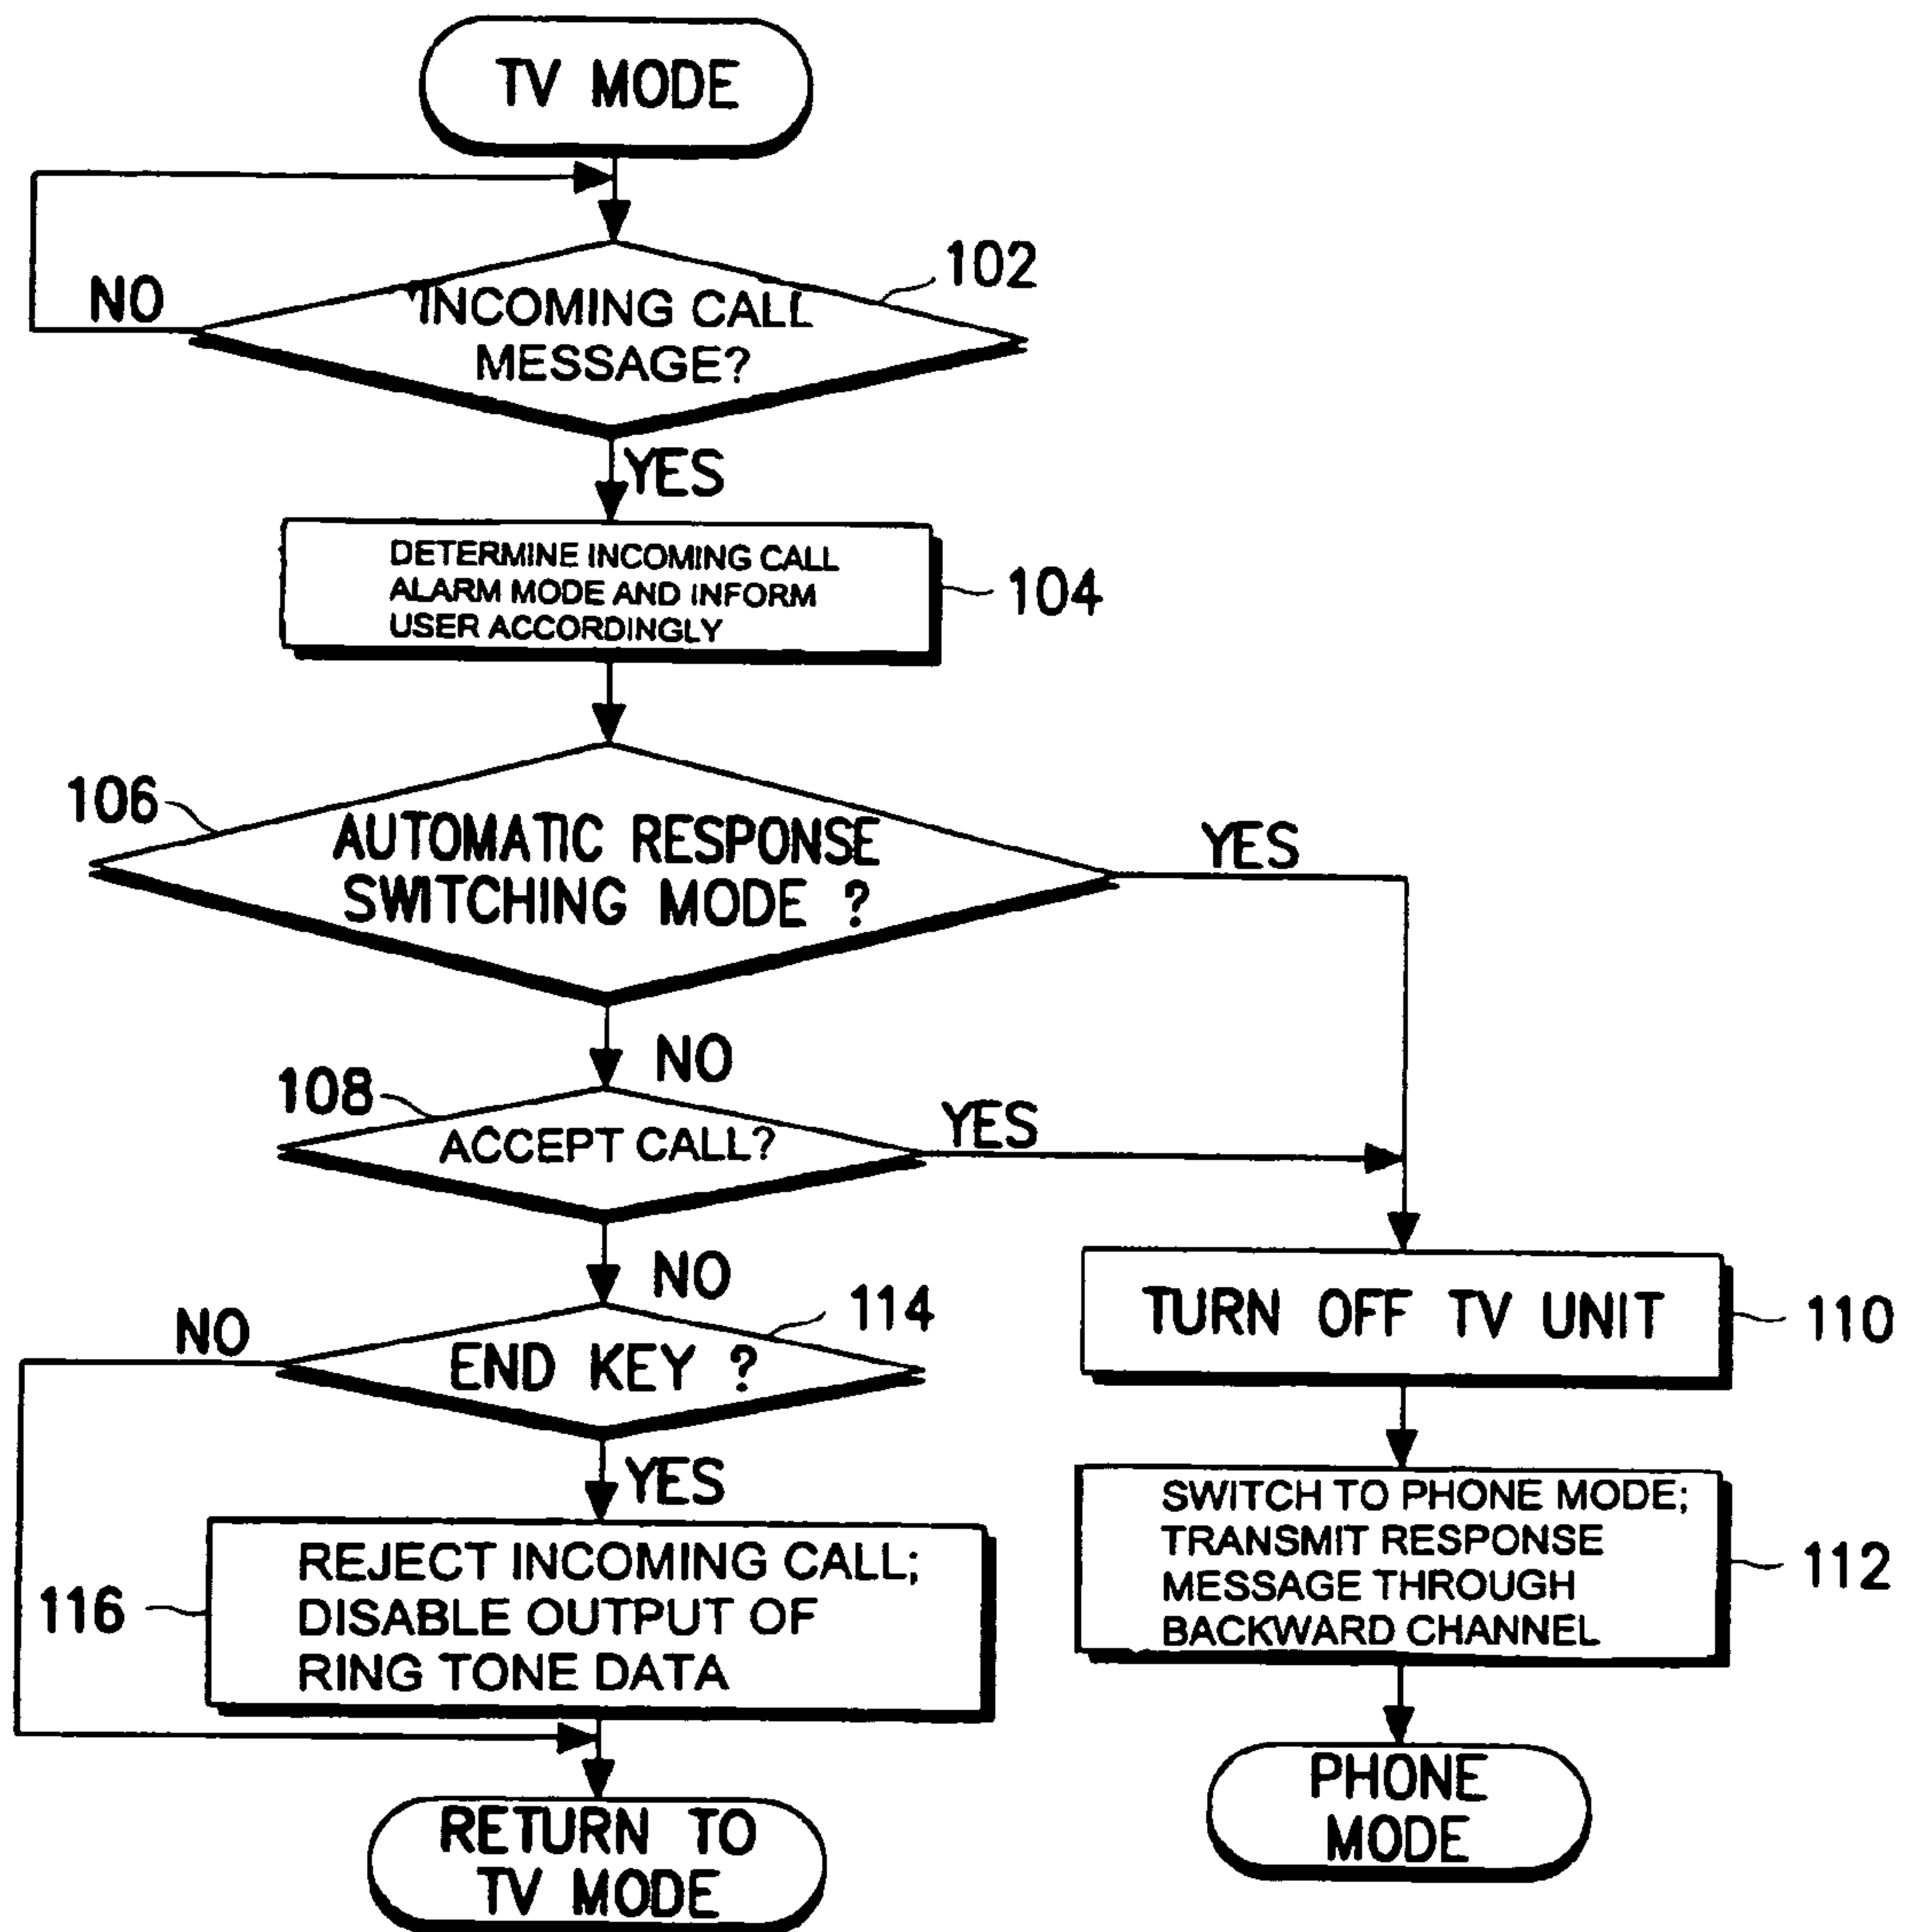 TV MODE
102
NO
INCOMING CALL
MESSAGE?
YES
DETERMINE INCOMING CALL
ALARM MODE AND INFORM
USER ACCORDINGLY
104
106
AUTOMATIC RESPONSE
SWITCHING MODE ?
YES
NO
108
ACCEPT CALL?
YES
NO
114
NO
END KEY ?
TURN OFF TV UNIT
110
YES
REJECT INCOMING CALL;
DISABLE OUTPUT OF
RING TONE DATA
116
SWITCH TO PHONE MODE;
TRANSMIT RESPONSE
MESSAGE THROUGH
BACKWARD CHANNEL
112
RETURN TO
TV MODE
PHONE
MODE